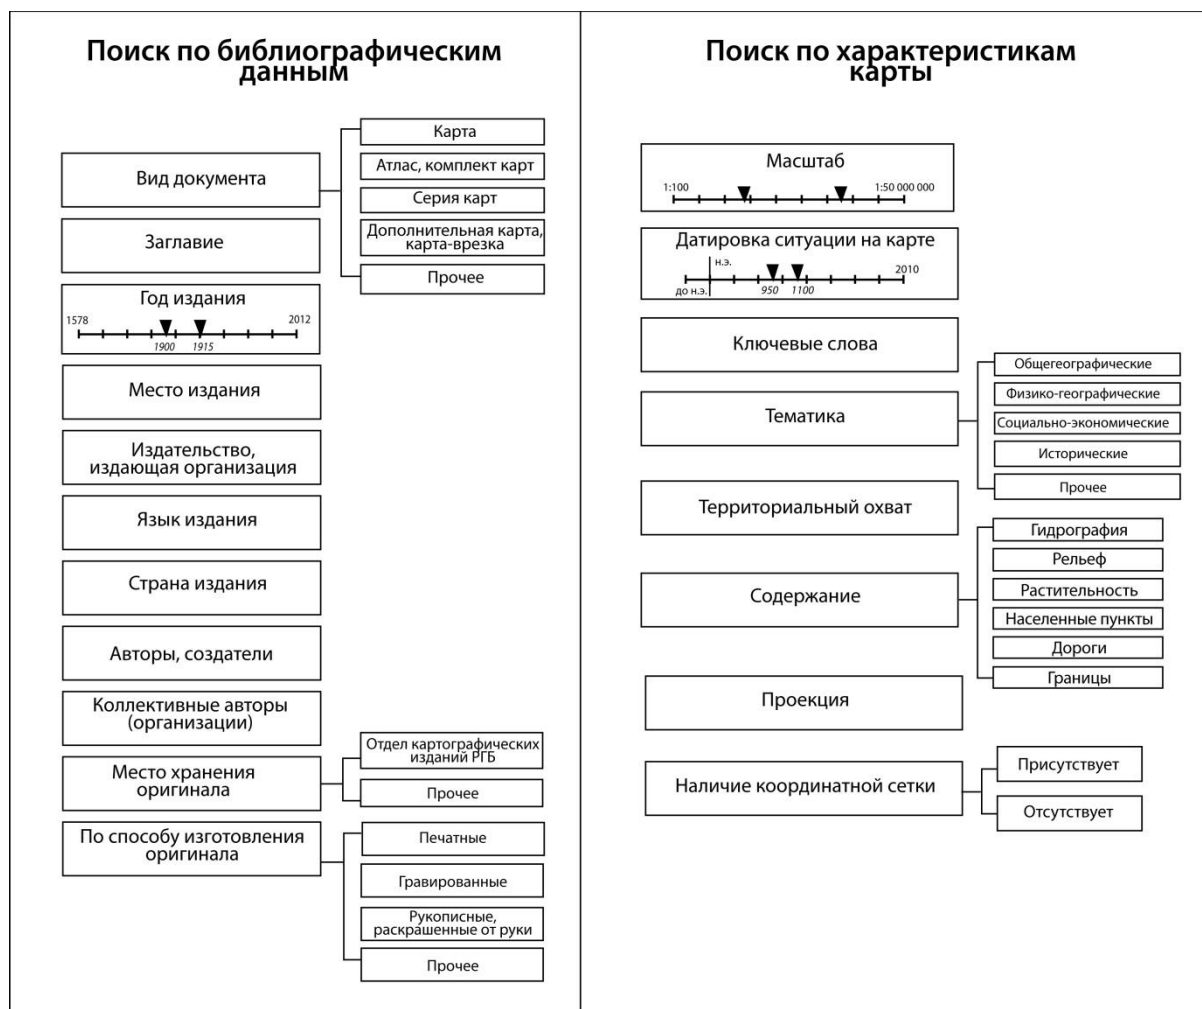 Поиск по библиографическим
данным
Вид документа
Карта
Атлас, комплект карт
Серия карт
Дополнительная карта,
карта-врезка
Прочее
Заглавие
Год издания
1578
2012
1900
1915
Место издания
Издательство,
издающая организация
Язык издания
Страна издания
Авторы, создатели
Коллективные авторы
(организации)
Место хранения
оригинала
Отдел картографических
изданий РГБ
Прочее
По способу изготовления
оригинала
Печатные
Гравированные
Рукописные,
раскрашенные от руки
Прочее
Поиск по характеристикам
карты
Масштаб
1:100
1:50 000 000
Датировка ситуации на карте
н.э.
2010
до н.э.
950
1100
Ключевые слова
Тематика
Общегеографические
Физико-географические
Социально-экономические
Исторические
Прочее
Территориальный охват
Содержание
Гидрография
Рельеф
Растительность
Населенные пункты
Дороги
Границы
Проекция
Наличие координатной сетки
Присутствует
Отсутствует